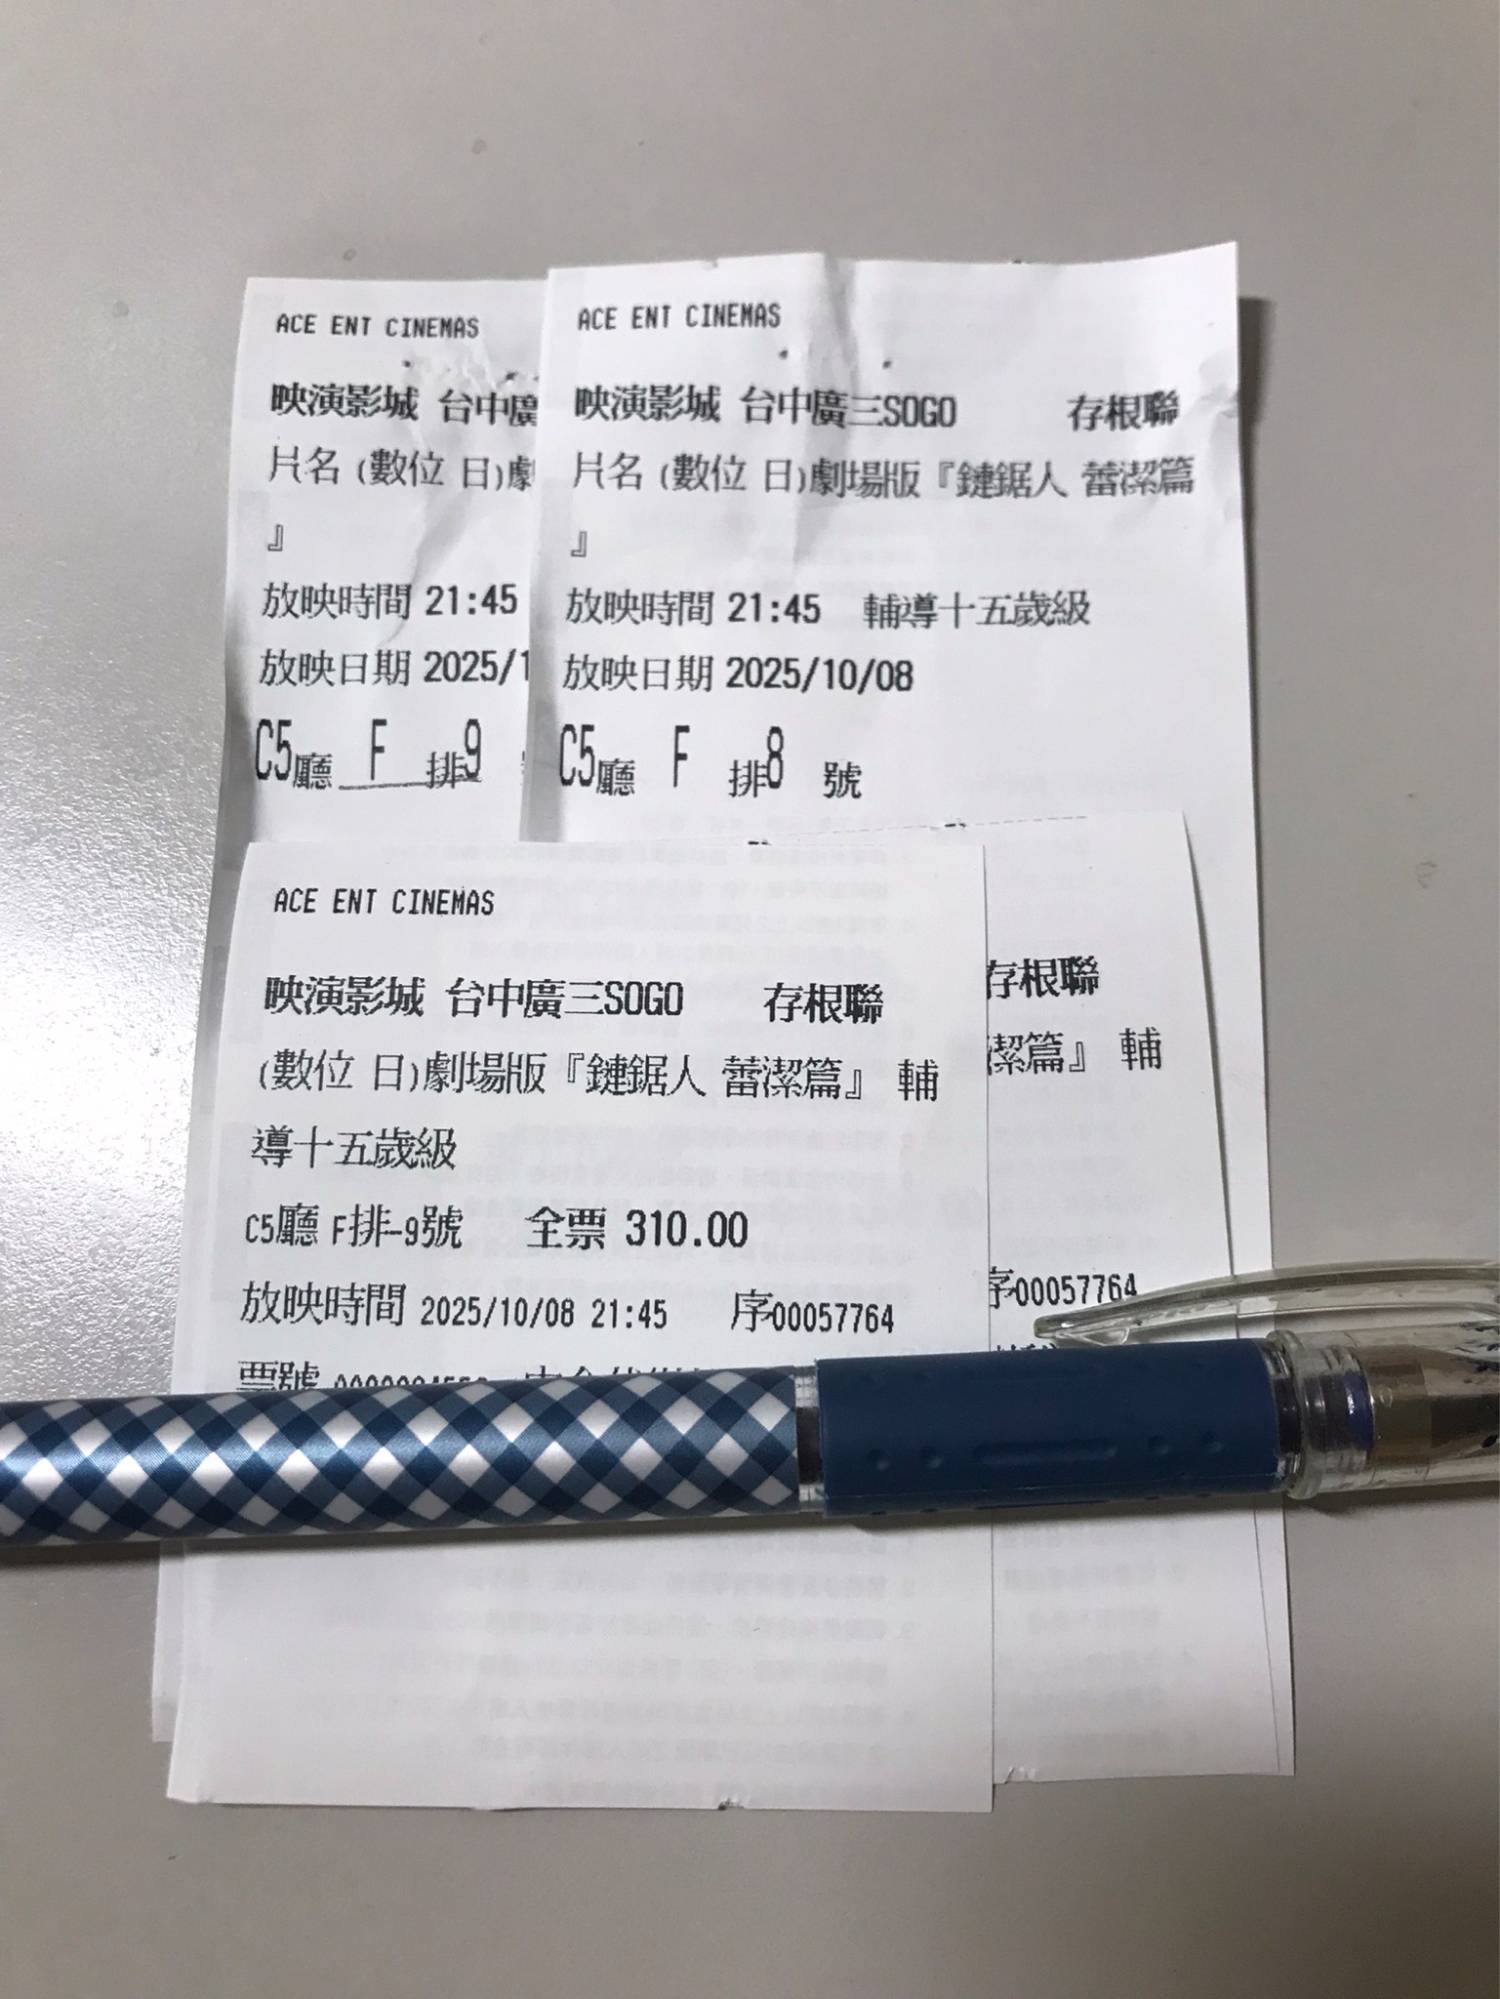 ACE ENT CINEMAS
映演影城 台中廣
片名 (數位 日)劇
』
放映時間 21:45
放映日期 2025/1
C5廳 F 排9
ACE ENT CINEMAS
映演影城 台中廣三SOGO 存根聯
片名 (數位 日)劇場版『鏈鋸人 蕾潔篇
』
放映時間 21:45 輔導十五歲級
放映日期 2025/10/08
C5廳 F 排8 號
ACE ENT CINEMAS
映演影城 台中廣三SOGO 存根聯
(數位 日)劇場版『鏈鋸人 蕾潔篇』 輔
導十五歲級
C5廳 F排-9號 全票 310.00
放映時間 2025/10/08 21:45 序00057764
票號
存根聯
潔篇』 輔
序00057764